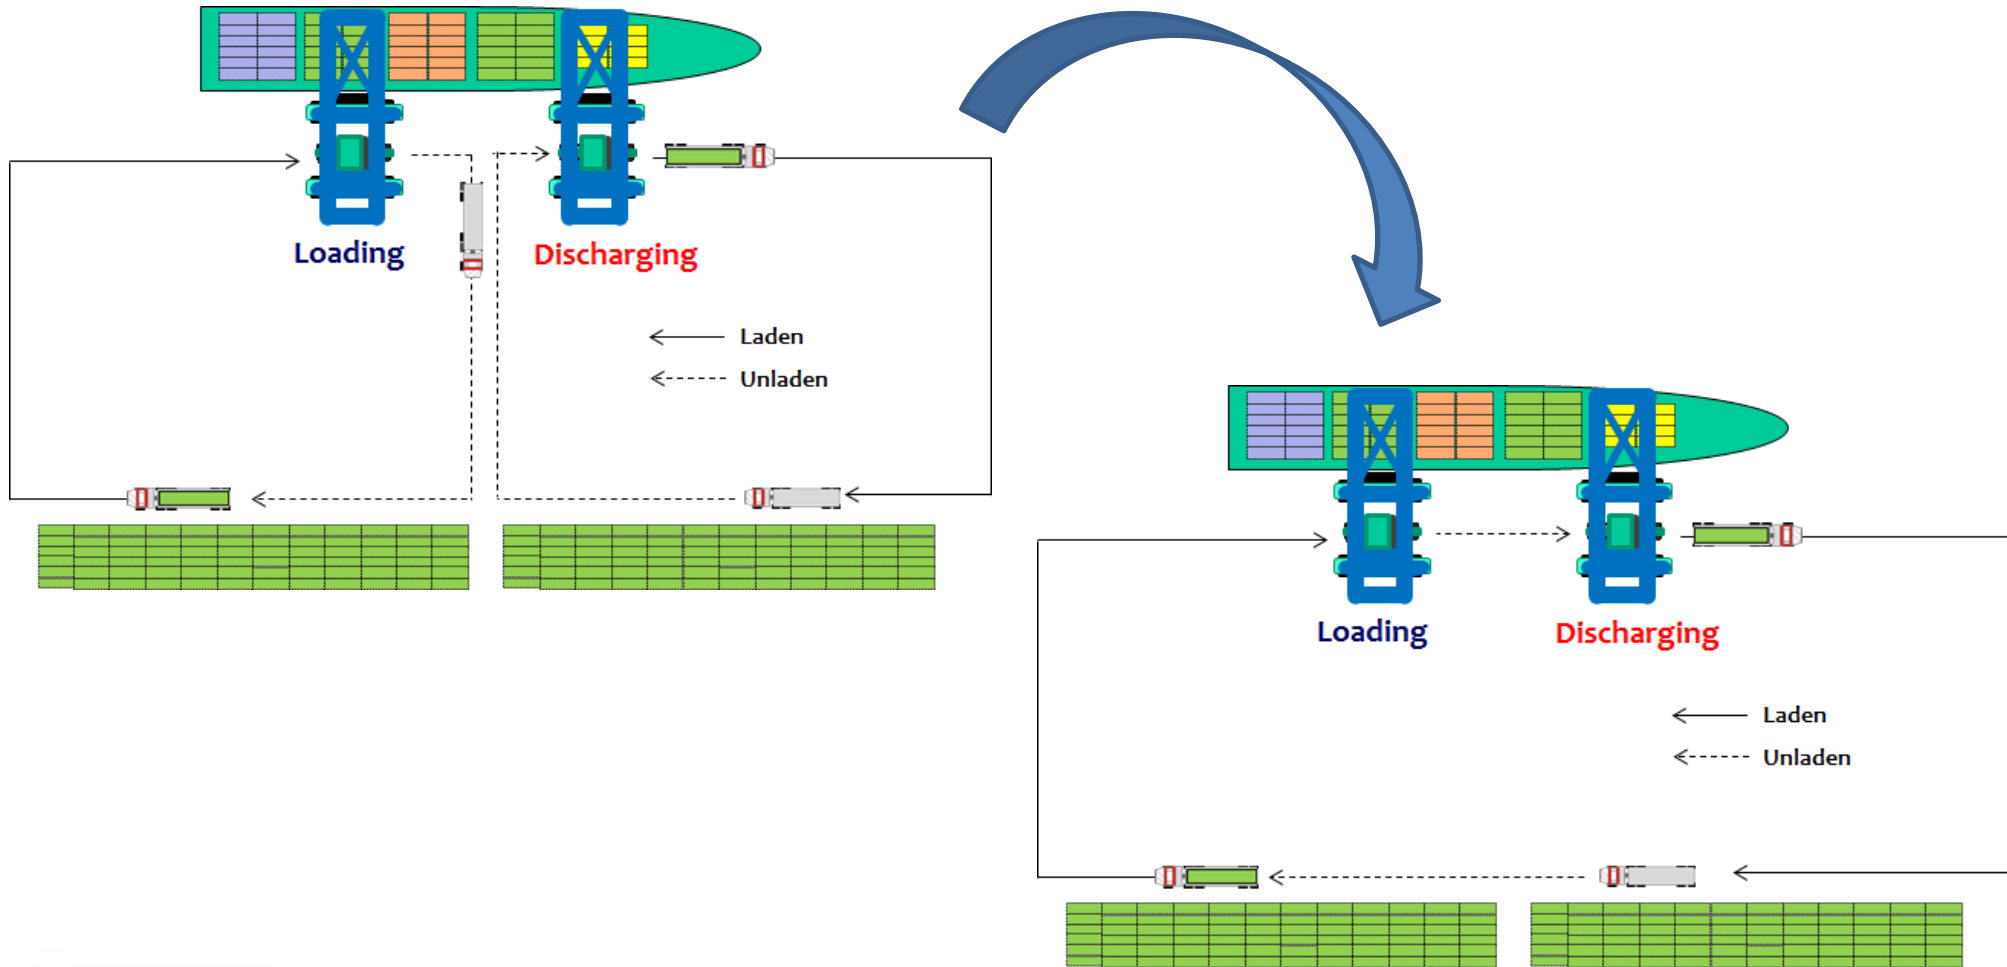 Loading
Discharging
Laden
Unladen
Loading
Discharging
Laden
Unladen